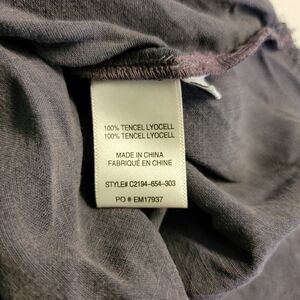 100% TENCEL LYOCELL
100% TENCEL LYOCELL
MADE IN CHINA
FABRIQUÉ EN CHINE
STYLE# C2194-654-303
PO # EM17937